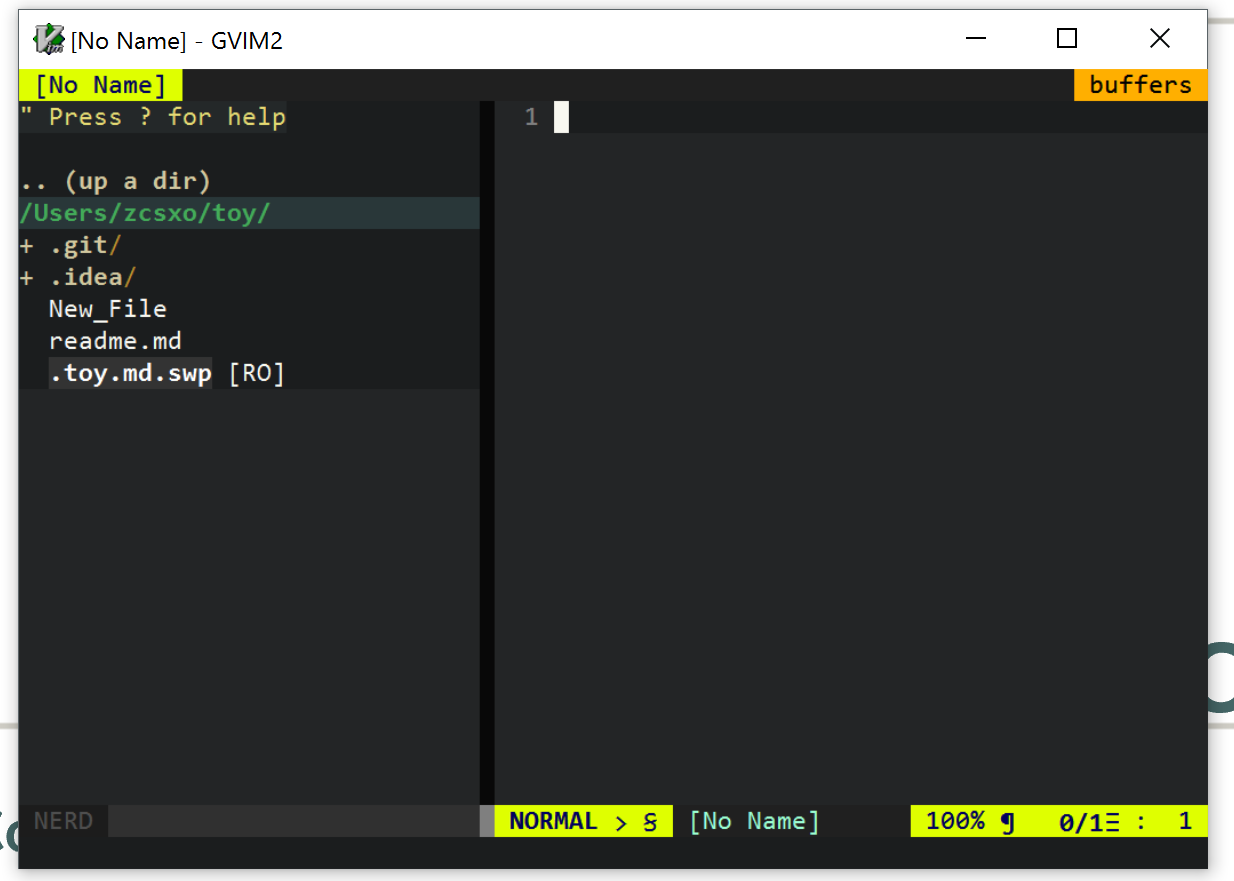 [No Name] - GVIM2
[No Name]
buffers
" Press ? for help
1
.. (up a dir)
/Users/zcsxo/toy/
+ .git/
+ .idea/
New_File
readme.md
.toy.md.swp [RO]
NERD
NORMAL > § [No Name]
100% ¶ 0/1☰ : 1